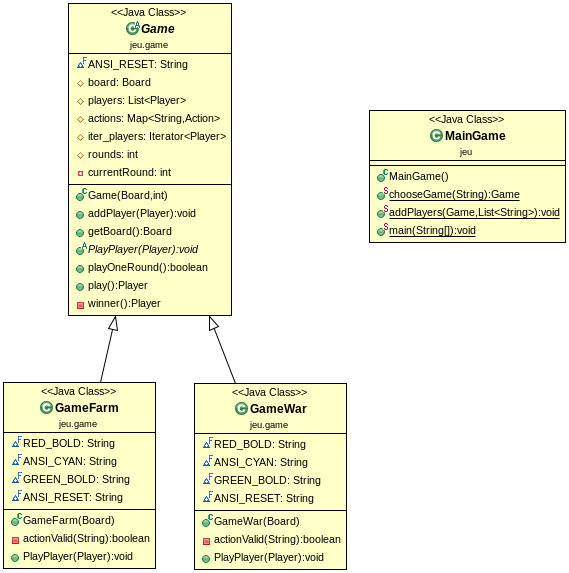 <<Java Class>>
Game
jeu.game
ANSI_RESET: String
board: Board
players: List<Player>
actions: Map<String,Action>
iter_players: Iterator<Player>
rounds: int
currentRound: int
Game(Board,int)
addPlayer(Player):void
getBoard():Board
PlayPlayer(Player):void
playOneRound():boolean
play():Player
winner():Player
<<Java Class>>
MainGame
jeu
MainGame()
chooseGame(String):Game
addPlayers(Game,List<String>):void
main(String[]):void
<<Java Class>>
GameFarm
jeu.game
RED_BOLD: String
ANSI_CYAN: String
GREEN_BOLD: String
ANSI_RESET: String
GameFarm(Board)
actionValid(String):boolean
PlayPlayer(Player):void
<<Java Class>>
GameWar
jeu.game
RED_BOLD: String
ANSI_CYAN: String
GREEN_BOLD: String
ANSI_RESET: String
GameWar(Board)
actionValid(String):boolean
PlayPlayer(Player):void